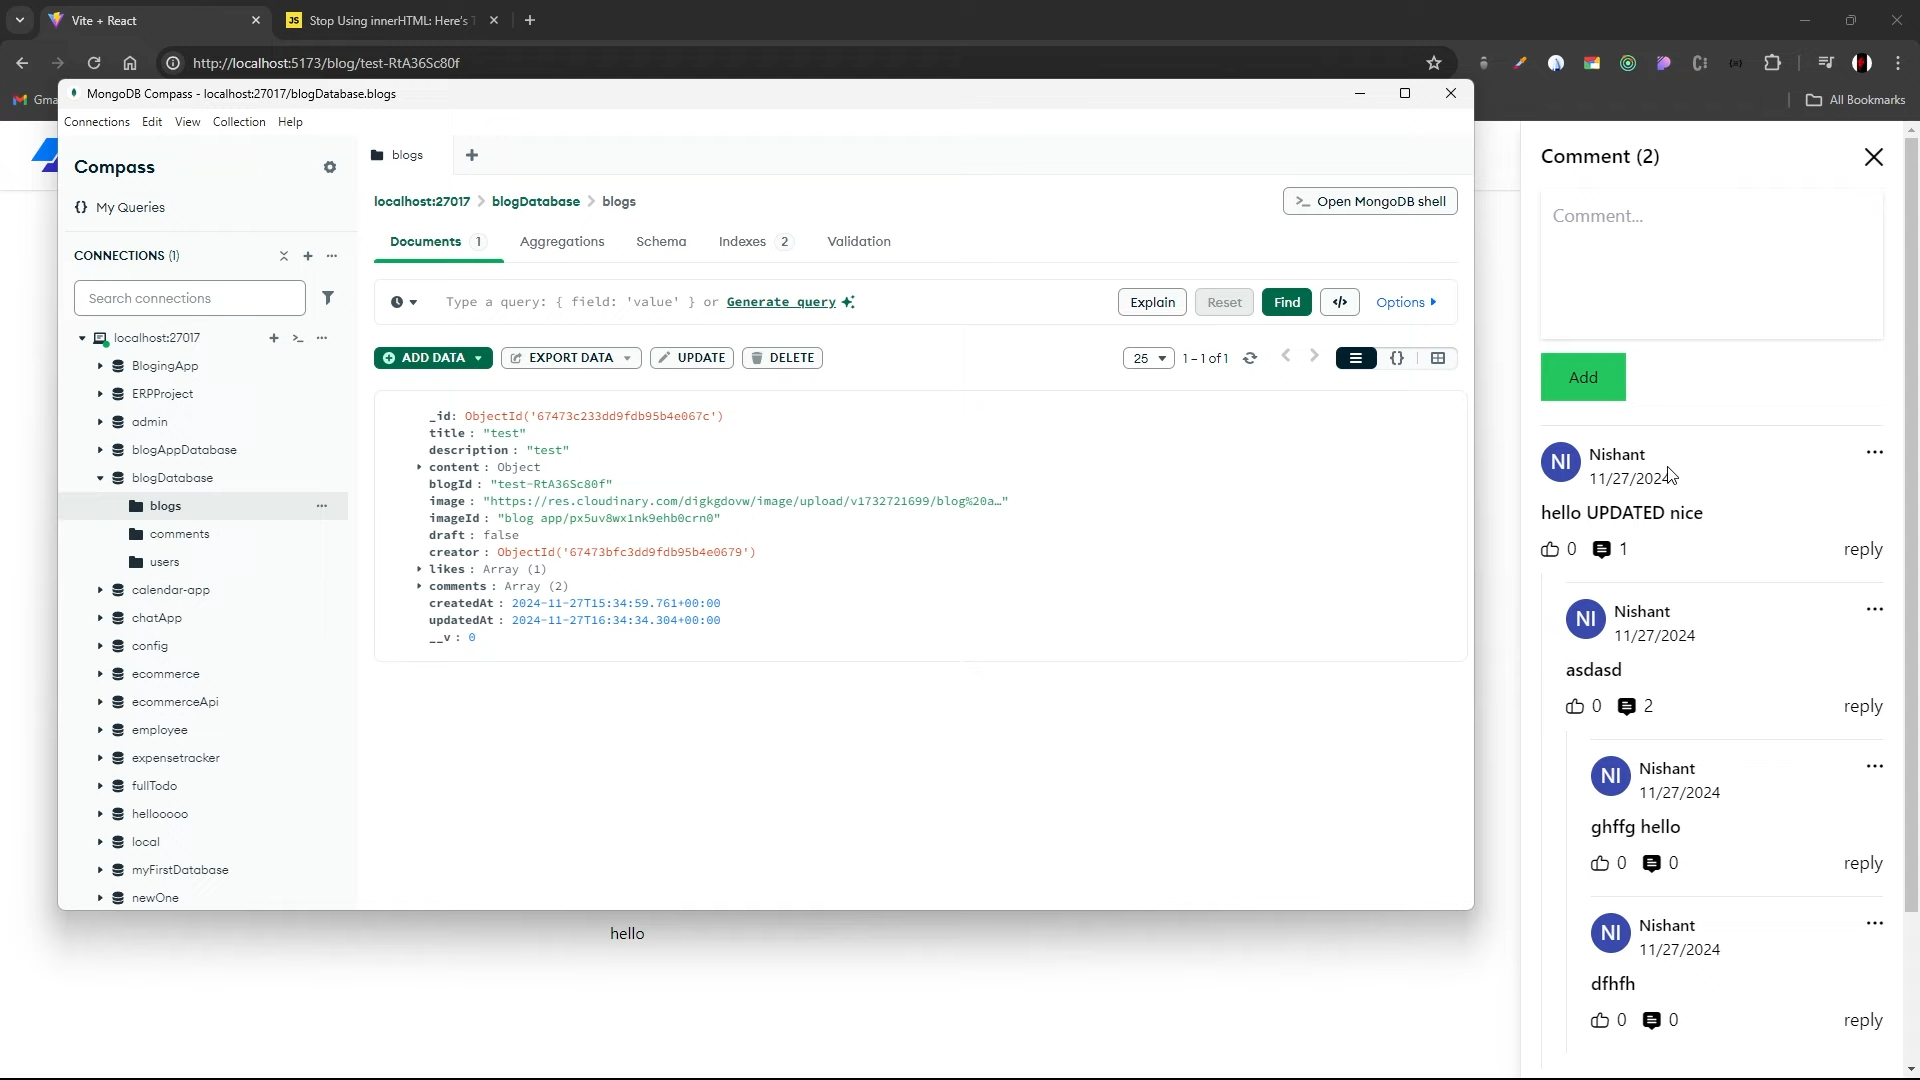 Vite + React
JS Stop Using innerHTML: Here's T
http://localhost:5173/blog/test-RtA36Sc80f
Gma
All Bookmarks
MongoDB Compass - localhost:27017/blogDatabase.blogs
Connections Edit View Collection Help
Compass
{} My Queries
CONNECTIONS (1)
Search connections
localhost:27017
BlogingApp
ERPProject
admin
blogAppDatabase
blogDatabase
blogs
comments
users
calendar-app
chatApp
config
ecommerce
ecommerceApi
employee
expensetracker
fullTodo
hellooooo
local
myFirstDatabase
newOne
blogs
localhost:27017 > blogDatabase > blogs
>_ Open MongoDB shell
Documents 1 Aggregations Schema Indexes 2 Validation
Type a query: { field: 'value' } or Generate query
Explain Reset Find </> Options
ADD DATA EXPORT DATA UPDATE DELETE
25 1 – 1 of 1 {}
_id: ObjectId('67473c233dd9fdb95b4e067c')
title : "test"
description : "test"
content : Object
blogId : "test-RtA36Sc80f"
image : "https://res.cloudinary.com/digkgdovw/image/upload/v1732721699/blog%20a…"
imageId : "blog app/px5uv8wx1nk9ehb0crn0"
draft : false
creator : ObjectId('67473bfc3dd9fdb95b4e0679')
likes : Array (1)
comments : Array (2)
createdAt : 2024-11-27T15:34:59.761+00:00
updatedAt : 2024-11-27T16:34:34.304+00:00
__v : 0
hello
Comment (2)
Comment...
Add
NI Nishant
11/27/2024
hello UPDATED nice
0 1 reply
NI Nishant
11/27/2024
asdasd
0 2 reply
NI Nishant
11/27/2024
ghffg hello
0 0 reply
NI Nishant
11/27/2024
dfhfh
0 0 reply